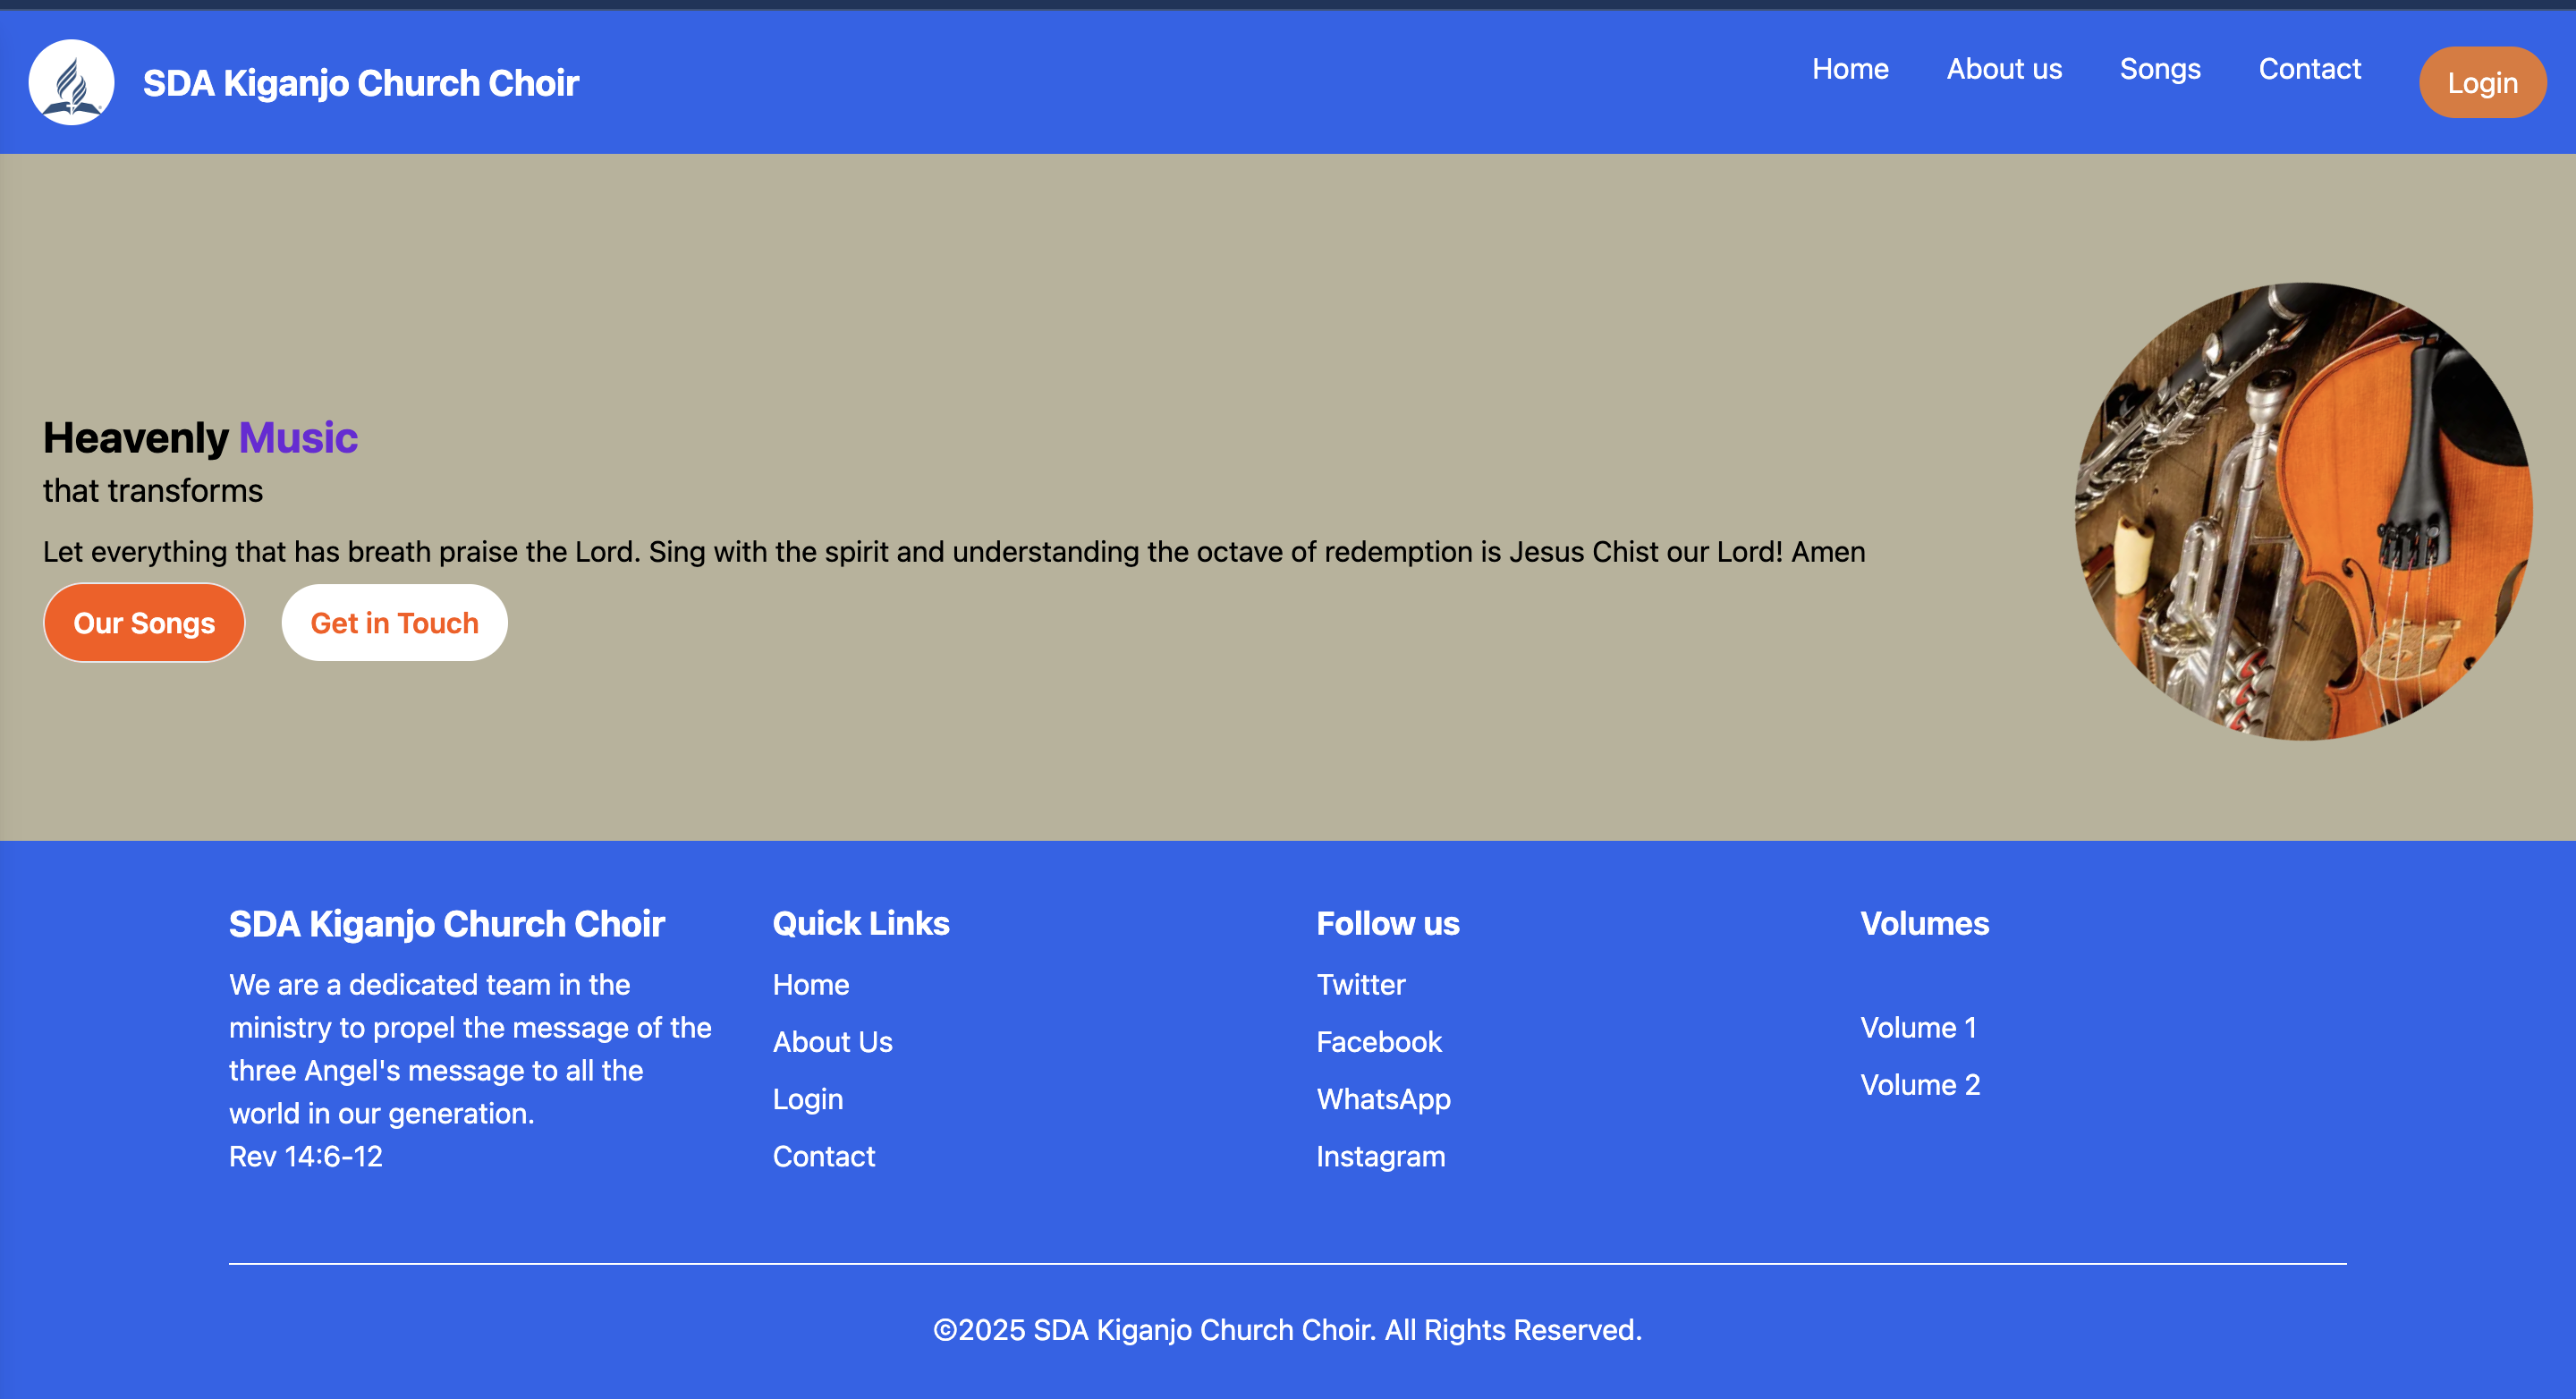 SDA Kiganjo Church Choir
Home
About us
Songs
Contact
Login
Heavenly Music
that transforms
Let everything that has breath praise the Lord. Sing with the spirit and understanding the octave of redemption is Jesus Chist our Lord! Amen
Our Songs
Get in Touch
SDA Kiganjo Church Choir
We are a dedicated team in the
ministry to propel the message of the
three Angel's message to all the
world in our generation.
Rev 14:6-12
Quick Links
Home
About Us
Login
Contact
Follow us
Twitter
Facebook
WhatsApp
Instagram
Volumes
Volume 1
Volume 2
©2025 SDA Kiganjo Church Choir. All Rights Reserved.